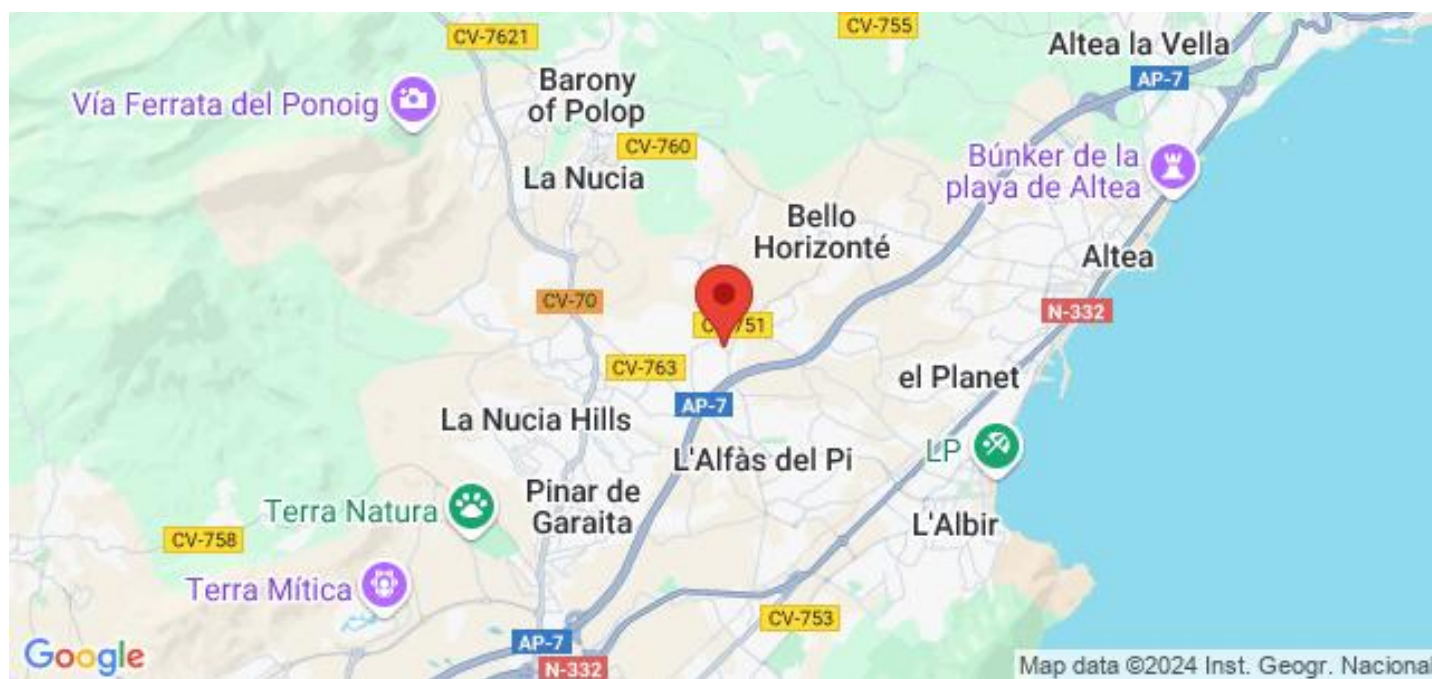 CV-7621
CV-755
Altea la Vella
AP-7
Barony
of Polop
Vía Ferrata del Ponoig
CV-760
La Nucia
Búnker de la
playa de Altea
Bello
Horizonté
Altea
CV-70
N-332
CV-763
el Planet
AP-7
La Nucia Hills
L'Alfàs del Pi
LP
Pinar de
Garaita
Terra Natura
L'Albir
CV-758
Terra Mítica
CV-753
AP-7
N-332
Google
Map data ©2024 Inst. Geogr. Nacional